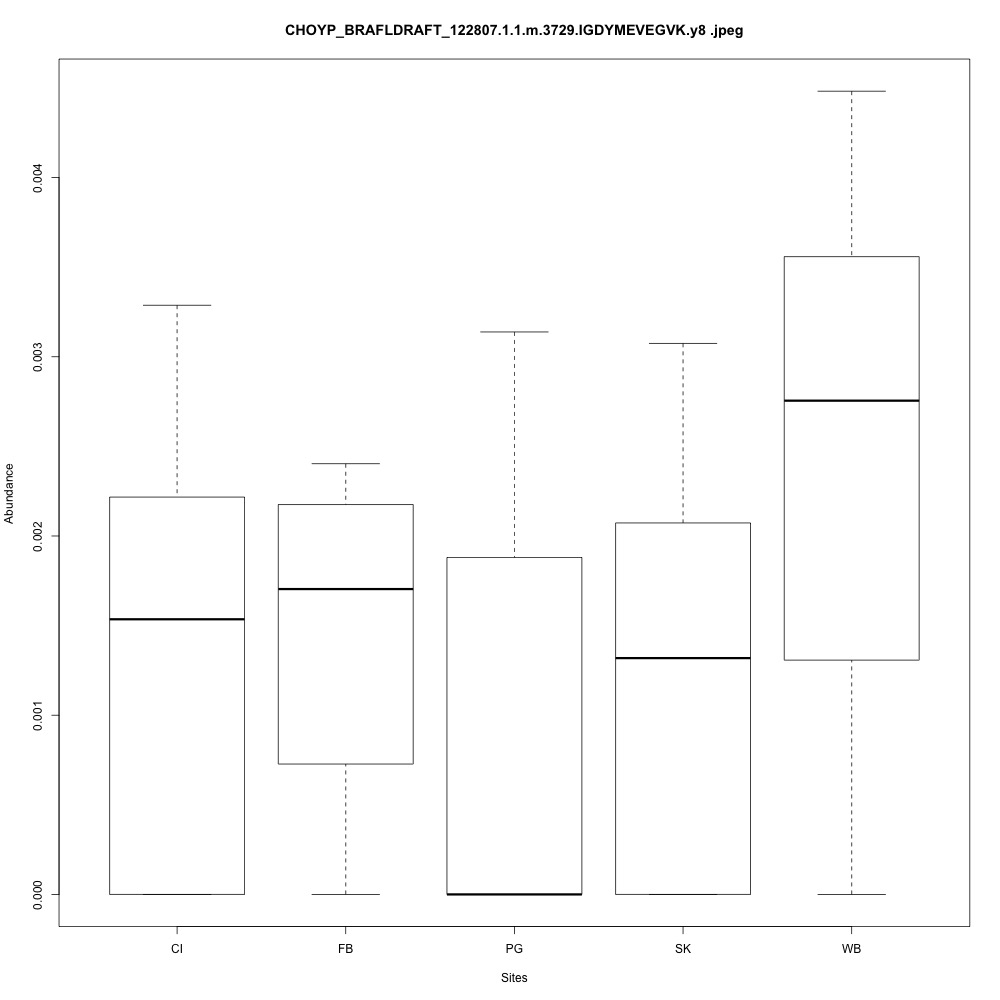 CHOYP_BRAFLDRAFT_122807.1.1.m.3729.IGDYMEVEGVK.y8 .jpeg
0.004
0.003
0.002
0.001
0.000
Abundance
CI FB PG SK WB
Sites